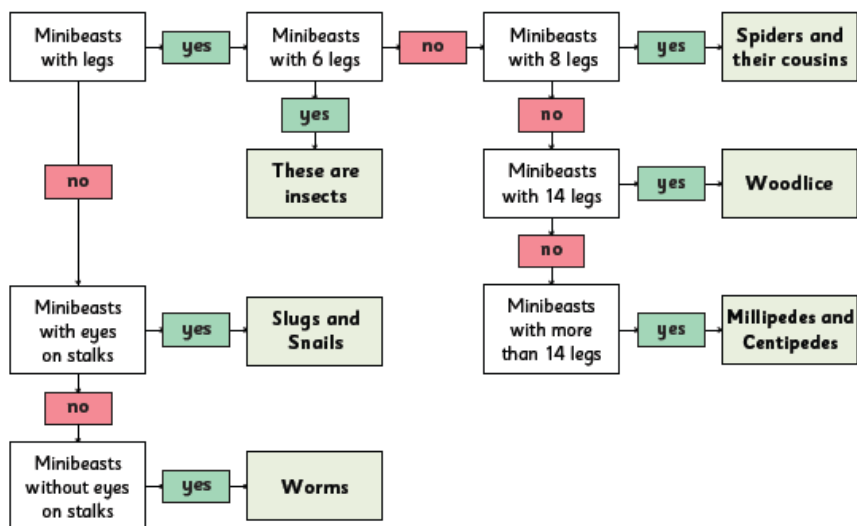 Minibeasts
with legs
yes
Minibeasts
with 6 legs
no
Minibeasts
with 8 legs
yes
Spiders and
their cousins
yes
no
no
These are
insects
Minibeasts
with 14 legs
yes
Woodlice
no
Minibeasts
with eyes
on stalks
yes
Slugs and
Snails
Minibeasts
with more
than 14 legs
yes
Millipedes and
Centipedes
no
Minibeasts
without eyes
on stalks
yes
Worms